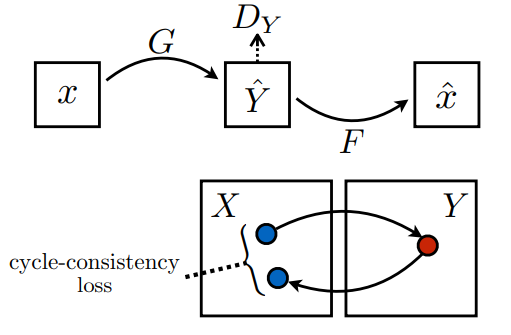 D_Y
G
x
Ŷ
x̂
F
X
Y
cycle-consistency
loss